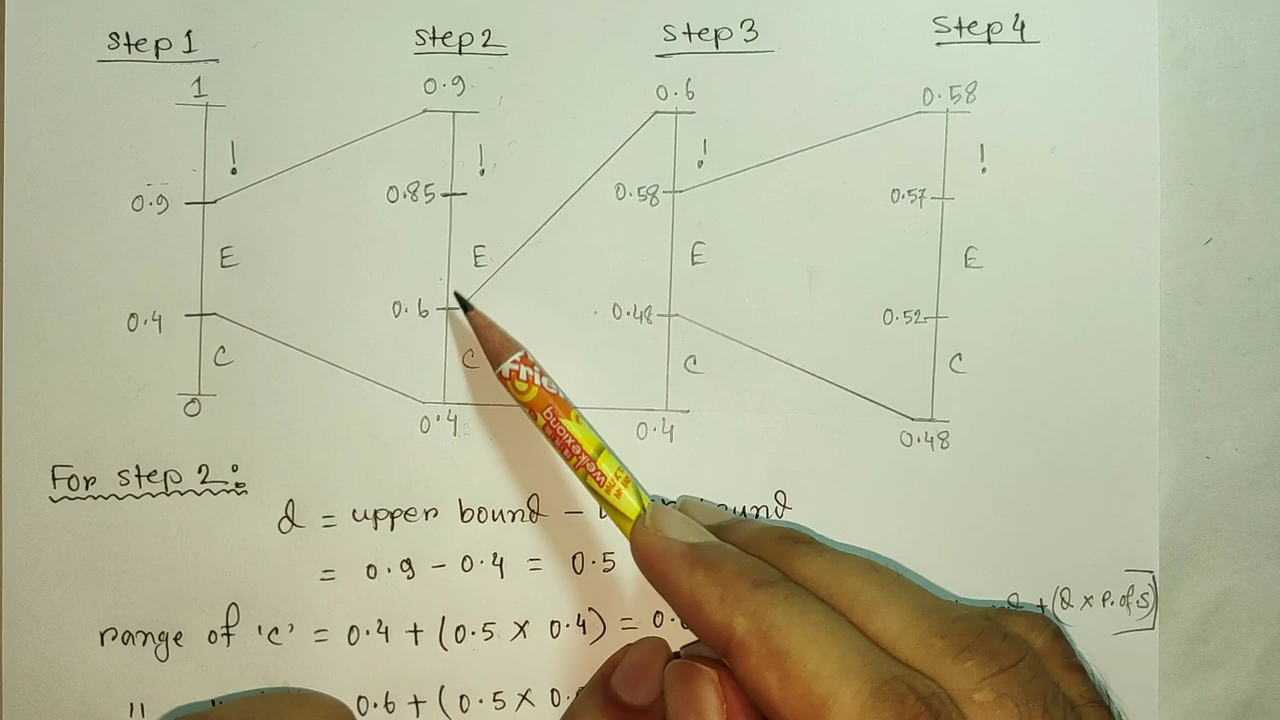 Step 1 Step 2 Step 3 Step 4
1 0.9 0.6 0.58
! ! ! !
0.9 0.85 0.58 0.57
E E E E
0.4 0.6 0.48 0.52
C C C C
0 0.4 0.4 0.48
For step 2:
d = upper bound -
= 0.9 - 0.4 = 0.5
+ (d x P. of S)]
range of 'c' = 0.4 + (0.5 x 0.4) = 0.
" 0.6 + (0.5 x 0.
wekexiong